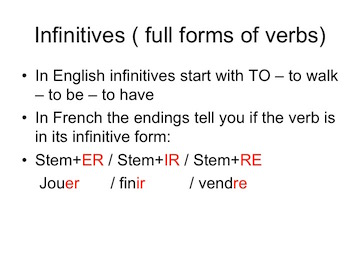 Infinitives ( full forms of verbs)
• In English infinitives start with TO – to walk
– to be – to have
• In French the endings tell you if the verb is
in its infinitive form:
• Stem+ER / Stem+IR / Stem+RE
Jouer / finir / vendre